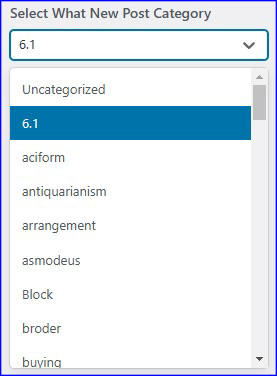 Select What New Post Category
6.1
Uncategorized
6.1
aciform
antiquarianism
arrangement
asmodeus
Block
broder
buying